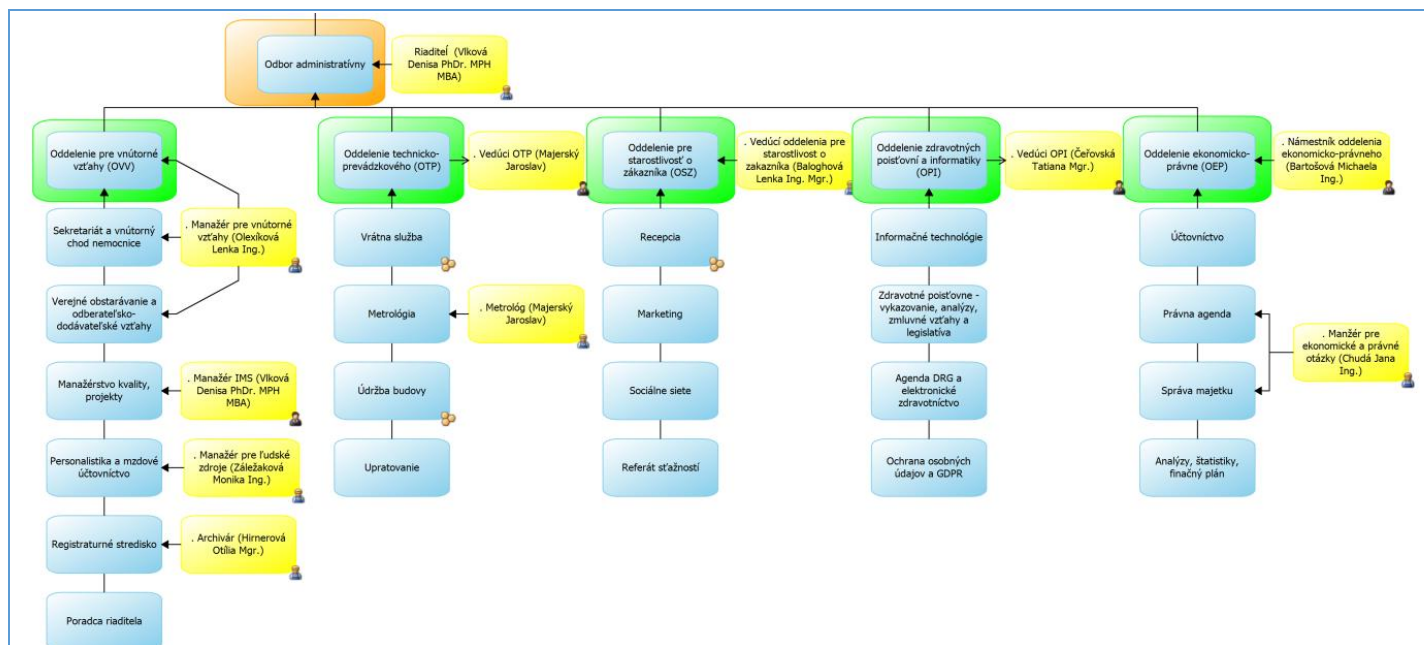 Odbor administratívny
Riaditeĺ (Vlková
Denisa PhDr. MPH
MBA)
Oddelenie pre vnútorné
vzťahy (OVV)
Oddelenie technicko-
prevádzkového (OTP)
. Vedúci OTP (Majerský
Jaroslav)
Oddelenie pre
starostlivosť o
zákazníka (OSZ)
. Vedúcí oddelenia pre
starostlivost o
zakazníka (Baloghová
Lenka Ing. Mgr.)
Oddelenie zdravotných
poisťovní a informatiky
(OPI)
. Vedúci OPI (Čeřovská
Tatiana Mgr.)
Oddelenie ekonomicko-
právne (OEP)
. Námestník oddelenia
ekonomicko-právneho
(Bartošová Michaela
Ing.)
Sekretariát a vnútorný
chod nemocnice
. Manažér pre vnútorné
vzťahy (Olexíková
Lenka Ing.)
Vrátna služba
Recepcia
Informačné technológie
Účtovníctvo
Verejné obstarávanie a
odberateľsko-
dodávateľské vzťahy
Metrológia
. Metrológ (Majerský
Jaroslav)
Marketing
Zdravotné poisťovne -
vykazovanie, analýzy,
zmluvné vzťahy a
legislatíva
Právna agenda
. Manžér pre
ekonomické a právné
otázky (Chudá Jana
Ing.)
Manažérstvo kvality,
projekty
. Manažér IMS (Vlková
Denisa PhDr. MPH
MBA)
Údržba budovy
Sociálne siete
Agenda DRG a
elektronické
zdravotníctvo
Správa majetku
Personalistika a mzdové
účtovníctvo
. Manažér pre ľudské
zdroje (Záležaková
Monika Ing.)
Upratovanie
Referát sťažností
Ochrana osobných
údajov a GDPR
Analýzy, štatistiky,
finačný plán
Registraturné stredisko
. Archivár (Hirnerová
Otília Mgr.)
Poradca riaditela